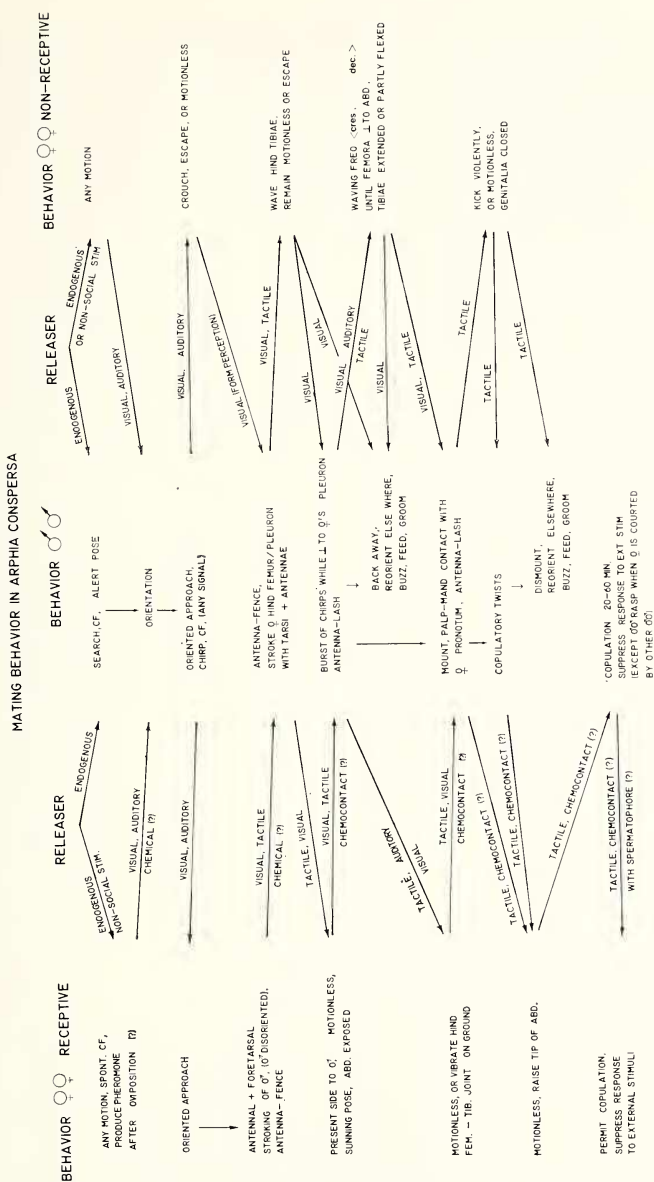 MATING BEHAVIOR IN ARPHIA CONSPERSA
BEHAVIOR ♀♀ RECEPTIVE
RELEASER
BEHAVIOR ♂♂
RELEASER
BEHAVIOR ♀♀ NON-RECEPTIVE
ANY MOTION, SPONT. CF,
PRODUCE PHEROMONE
AFTER OVIPOSITION (?)
ORIENTED APPROACH
ANTENNAL + FORETARSAL
STROKING OF ♂, (♂ DISORIENTED).
ANTENNA-FENCE
PRESENT SIDE TO ♂, MOTIONLESS,
SUNNING POSE, ABD. EXPOSED
MOTIONLESS, OR VIBRATE HIND
FEM. – TIB. JOINT ON GROUND
MOTIONLESS, RAISE TIP OF ABD.
PERMIT COPULATION,
SUPPRESS RESPONSE
TO EXTERNAL STIMULI
ENDOGENOUS
NON-SOCIAL STIM.
ENDOGENOUS
VISUAL, AUDITORY
CHEMICAL (?)
VISUAL, AUDITORY
VISUAL, TACTILE
CHEMICAL (?)
TACTILE, VISUAL
VISUAL, TACTILE
CHEMOCONTACT (?)
TACTILE, AUDITORY
VISUAL
TACTILE, VISUAL
CHEMOCONTACT (?)
TACTILE, CHEMOCONTACT (?)
TACTILE, CHEMOCONTACT (?)
TACTILE, CHEMOCONTACT (?)
TACTILE, CHEMOCONTACT (?)
WITH SPERMATOPHORE (?)
SEARCH, CF, ALERT POSE
ORIENTATION
ORIENTED APPROACH,
CHIRP, CF, (ANY SIGNAL)
ANTENNA-FENCE,
STROKE ♀ HIND FEMUR/PLEURON
WITH TARSI + ANTENNAE
BURST OF CHIRPS WHILE ⊥ TO ♀'S PLEURON
ANTENNA-LASH
BACK AWAY,
REORIENT ELSE WHERE,
BUZZ, FEED, GROOM
MOUNT, PALP-MAND CONTACT WITH
♀ PRONOTUM, ANTENNA-LASH
COPULATORY TWISTS
DISMOUNT,
REORIENT ELSEWHERE,
BUZZ, FEED, GROOM
COPULATION 20-60 MIN.
SUPPRESS RESPONSE TO EXT STIM
(EXCEPT ♂♂ RASP WHEN ♀ IS COURTED
BY OTHER ♂♂)
ENDOGENOUS
ENDOGENOUS
OR NON-SOCIAL STIM
VISUAL, AUDITORY
VISUAL, AUDITORY
VISUAL (FORM PERCEPTION)
VISUAL, TACTILE
VISUAL
VISUAL
VISUAL AUDITORY
TACTILE
VISUAL
VISUAL, TACTILE
TACTILE
TACTILE
TACTILE
ANY MOTION
CROUCH, ESCAPE, OR MOTIONLESS
WAVE HIND TIBIAE,
REMAIN MOTIONLESS OR ESCAPE
WAVING FREQ <cres. dec.>
UNTIL FEMORA ⊥ TO ABD.,
TIBIAE EXTENDED OR PARTLY FLEXED
KICK VIOLENTLY,
OR MOTIONLESS,
GENITALIA CLOSED